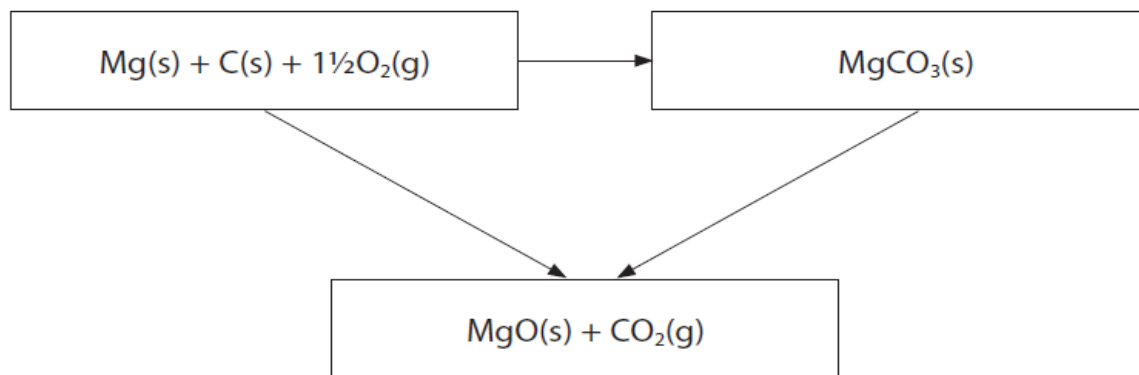 Mg(s) + C(s) + 1½O₂(g)
MgCO₃(s)
MgO(s) + CO₂(g)